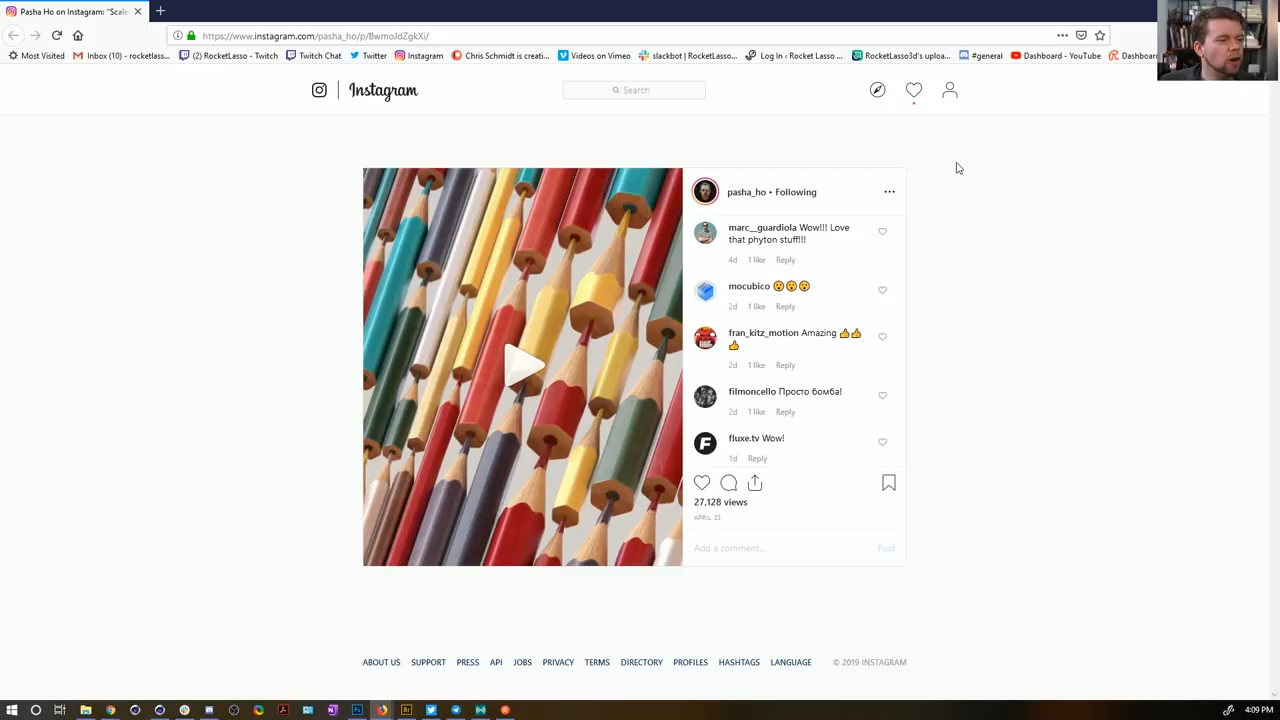 Pasha Ho on Instagram: "Scale
https://www.instagram.com/pasha_ho/p/BwmoJdZgkXi/
Most Visited
Inbox (10) - rocketlass...
(2) RocketLasso - Twitch
Twitch Chat
Twitter
Instagram
Chris Schmidt is creati...
Videos on Vimeo
slackbot | RocketLasso...
Log In ‹ Rocket Lasso ...
RocketLasso3d's uploa...
#general
Dashboard - YouTube
Dashboard
Instagram
Search
pasha_ho • Following
marc__guardiola Wow!!! Love
that phyton stuff!!!
4d 1 like Reply
mocubico 😮😮😮
2d 1 like Reply
fran_kitz_motion Amazing 👍👍
👍
2d 1 like Reply
filmoncello Просто бомба!
2d 1 like Reply
fluxe.tv Wow!
1d Reply
27,128 views
APRIL 23
Add a comment...
Post
ABOUT US SUPPORT PRESS API JOBS PRIVACY TERMS DIRECTORY PROFILES HASHTAGS LANGUAGE © 2019 INSTAGRAM
4:09 PM